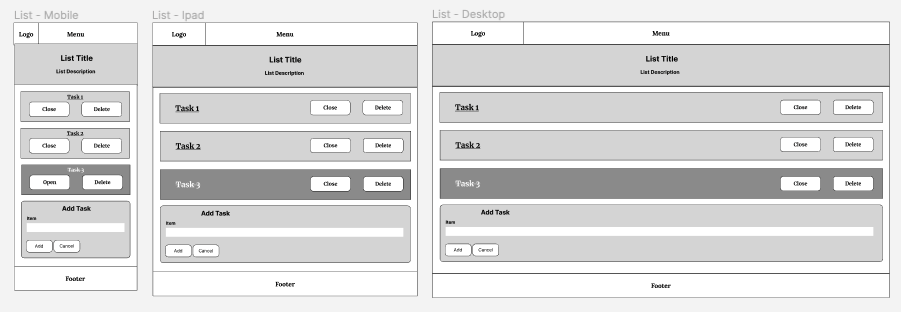 List - Mobile
Logo Menu
List Title
List Description
Task 1
Close Delete
Task 2
Close Delete
Task 3
Open Delete
Add Task
Item
Add Cancel
Footer
List - Ipad
Logo Menu
List Title
List Description
Task 1 Close Delete
Task 2 Close Delete
Task 3 Close Delete
Add Task
Item
Add Cancel
Footer
List - Desktop
Logo Menu
List Title
List Description
Task 1 Close Delete
Task 2 Close Delete
Task 3 Close Delete
Add Task
Item
Add Cancel
Footer